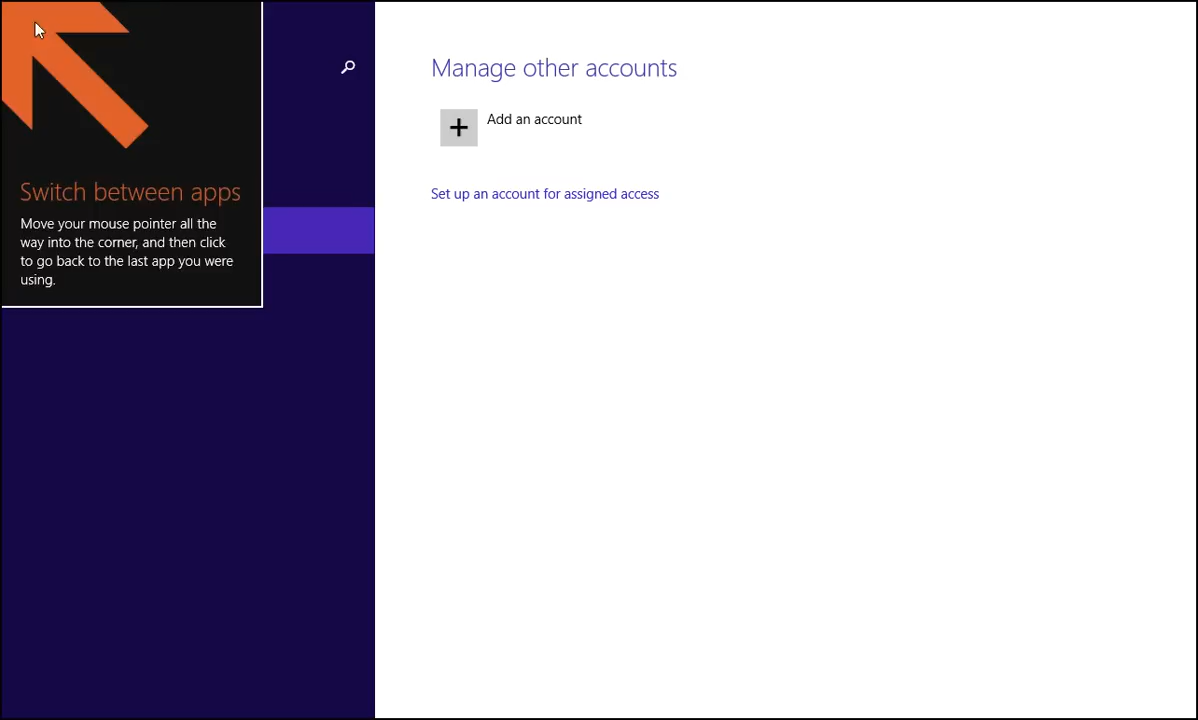 Switch between apps
Move your mouse pointer all the
way into the corner, and then click
to go back to the last app you were
using.
Manage other accounts
Add an account
Set up an account for assigned access